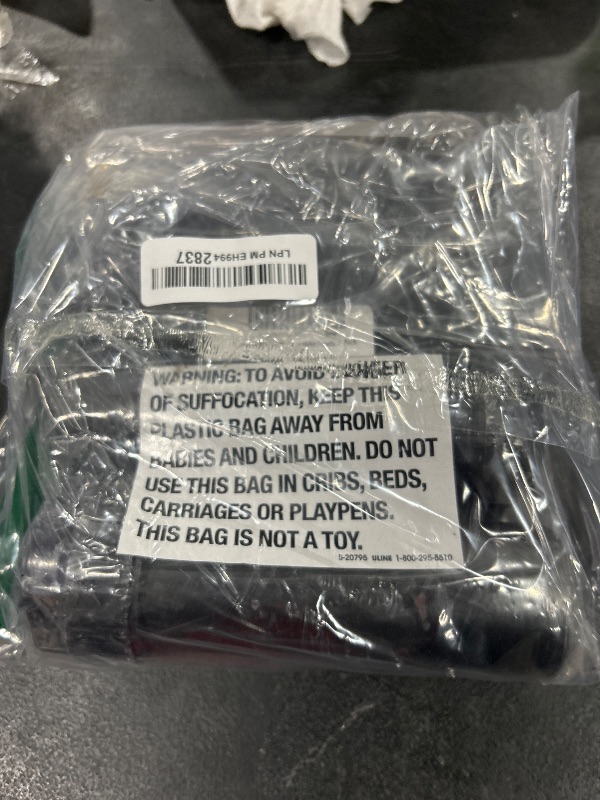 LPN PM EH9942837
WARNING: TO AVOID DANGER
OF SUFFOCATION, KEEP THIS
PLASTIC BAG AWAY FROM
BABIES AND CHILDREN. DO NOT
USE THIS BAG IN CRIBS, BEDS,
CARRIAGES OR PLAYPENS.
THIS BAG IS NOT A TOY.
S-20795 ULINE 1-800-295-5510